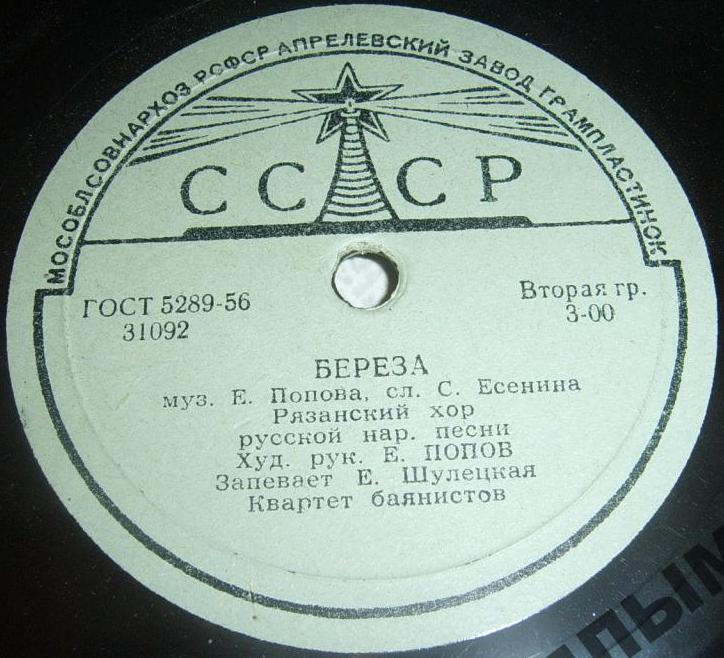 МОСОБЛСОВНАРХОЗ РСФСР АПРЕЛЕВСКИЙ ЗАВОД ГРАМПЛАСТИНОК
СССР
ГОСТ 5289-56
31092
Вторая гр.
3-00
БЕРЕЗА
муз. Е. Попова, сл. С. Есенина
Рязанский хор
русской нар. песни
Худ. рук. Е. ПОПОВ
Запевает Е. Шулецкая
Квартет баянистов